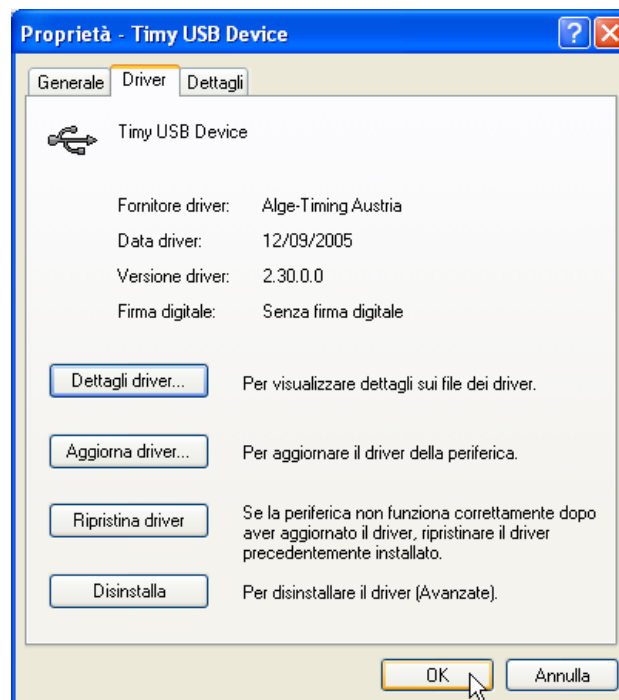 Proprietà - Timy USB Device
Generale Driver Dettagli
Timy USB Device
Fornitore driver: Alge-Timing Austria
Data driver: 12/09/2005
Versione driver: 2.30.0.0
Firma digitale: Senza firma digitale
Dettagli driver... Per visualizzare dettagli sui file dei driver.
Aggiorna driver... Per aggiornare il driver della periferica.
Ripristina driver Se la periferica non funziona correttamente dopo
aver aggiornato il driver, ripristinare il driver
precedentemente installato.
Disinstalla Per disinstallare il driver (Avanzate).
OK Annulla